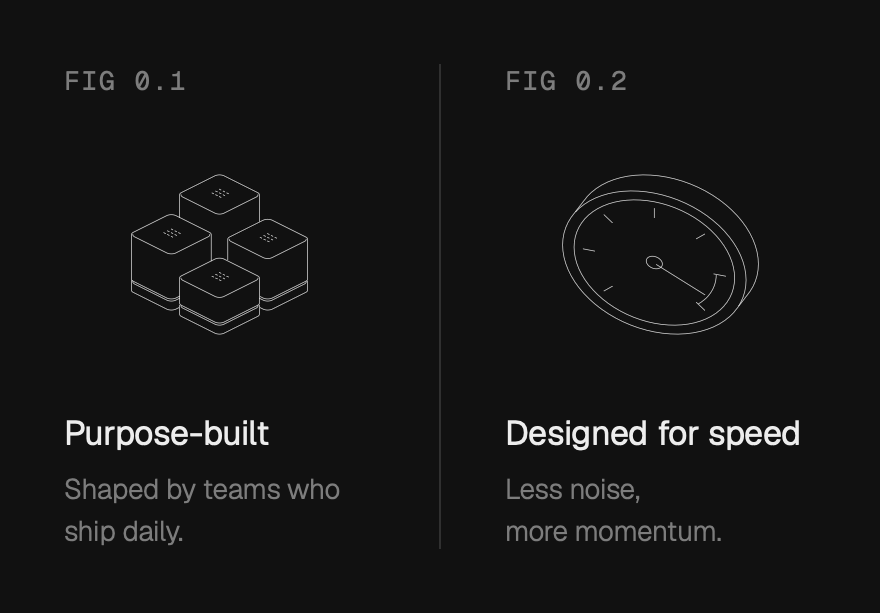 FIG 0.1
Purpose-built
Shaped by teams who
ship daily.
FIG 0.2
Designed for speed
Less noise,
more momentum.